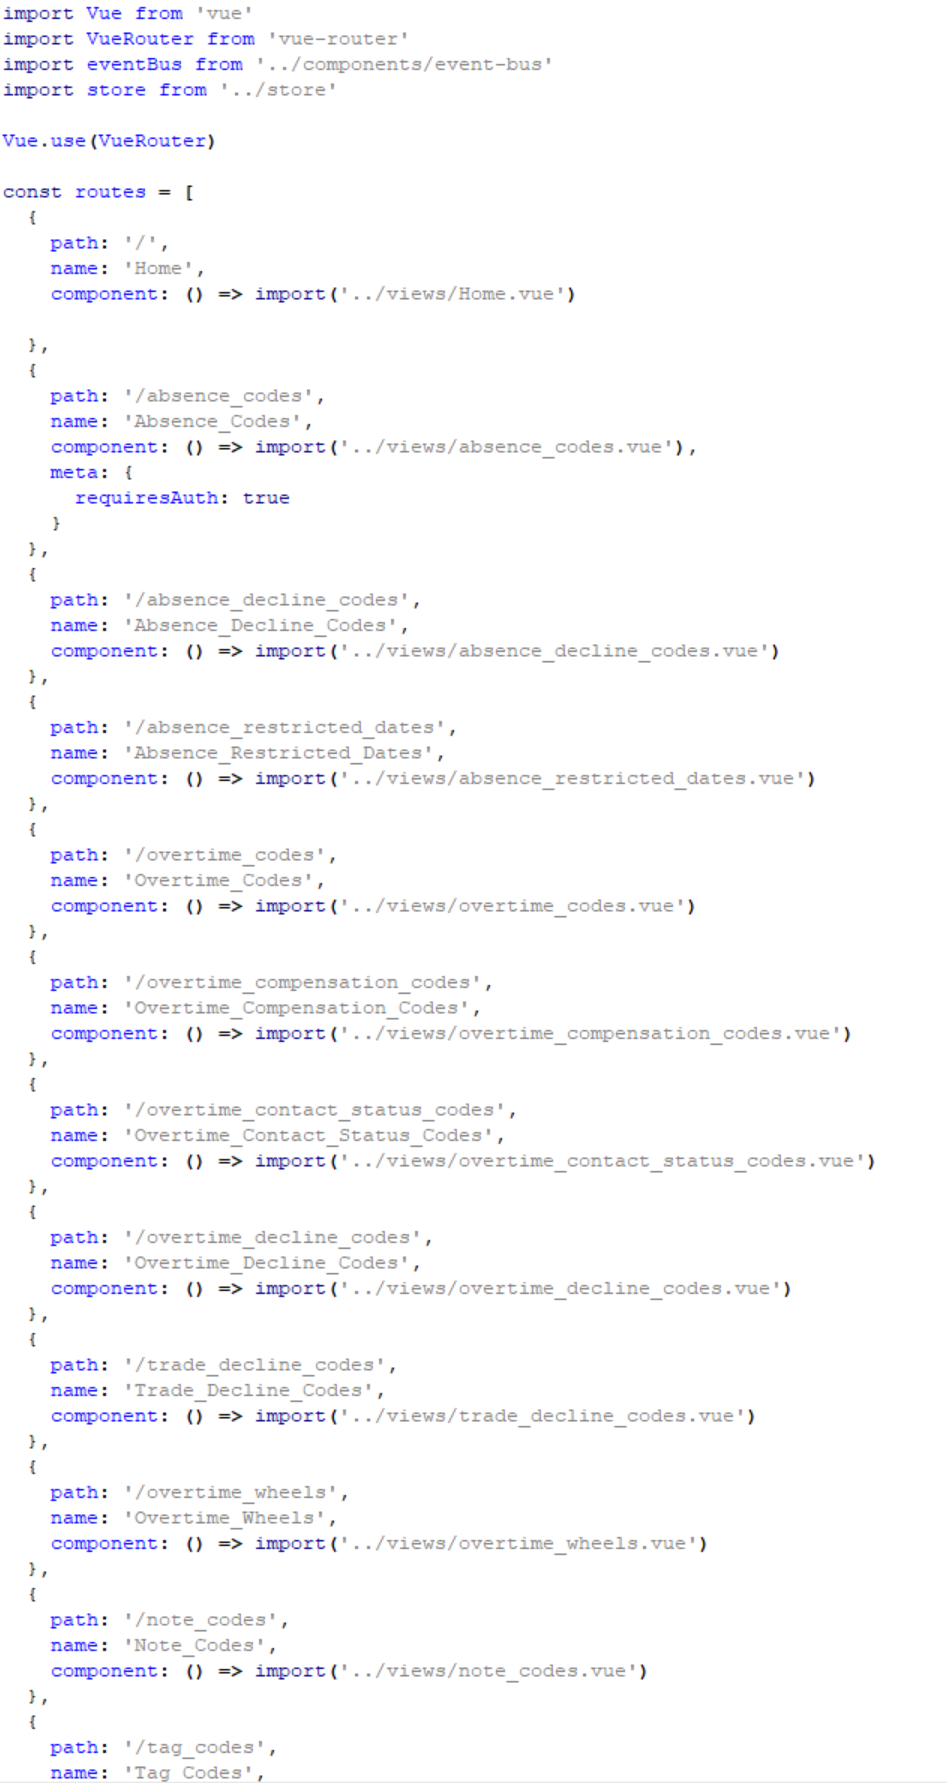 import Vue from 'vue'
import VueRouter from 'vue-router'
import eventBus from '../components/event-bus'
import store from '../store'

Vue.use(VueRouter)

const routes = [
  {
    path: '/',
    name: 'Home',
    component: () => import('../views/Home.vue')

  },
  {
    path: '/absence_codes',
    name: 'Absence_Codes',
    component: () => import('../views/absence_codes.vue'),
    meta: {
      requiresAuth: true
    }
  },
  {
    path: '/absence_decline_codes',
    name: 'Absence_Decline_Codes',
    component: () => import('../views/absence_decline_codes.vue')
  },
  {
    path: '/absence_restricted_dates',
    name: 'Absence_Restricted_Dates',
    component: () => import('../views/absence_restricted_dates.vue')
  },
  {
    path: '/overtime_codes',
    name: 'Overtime_Codes',
    component: () => import('../views/overtime_codes.vue')
  },
  {
    path: '/overtime_compensation_codes',
    name: 'Overtime_Compensation_Codes',
    component: () => import('../views/overtime_compensation_codes.vue')
  },
  {
    path: '/overtime_contact_status_codes',
    name: 'Overtime_Contact_Status_Codes',
    component: () => import('../views/overtime_contact_status_codes.vue')
  },
  {
    path: '/overtime_decline_codes',
    name: 'Overtime_Decline_Codes',
    component: () => import('../views/overtime_decline_codes.vue')
  },
  {
    path: '/trade_decline_codes',
    name: 'Trade_Decline_Codes',
    component: () => import('../views/trade_decline_codes.vue')
  },
  {
    path: '/overtime_wheels',
    name: 'Overtime_Wheels',
    component: () => import('../views/overtime_wheels.vue')
  },
  {
    path: '/note_codes',
    name: 'Note_Codes',
    component: () => import('../views/note_codes.vue')
  },
  {
    path: '/tag_codes',
    name: 'Tag_Codes',